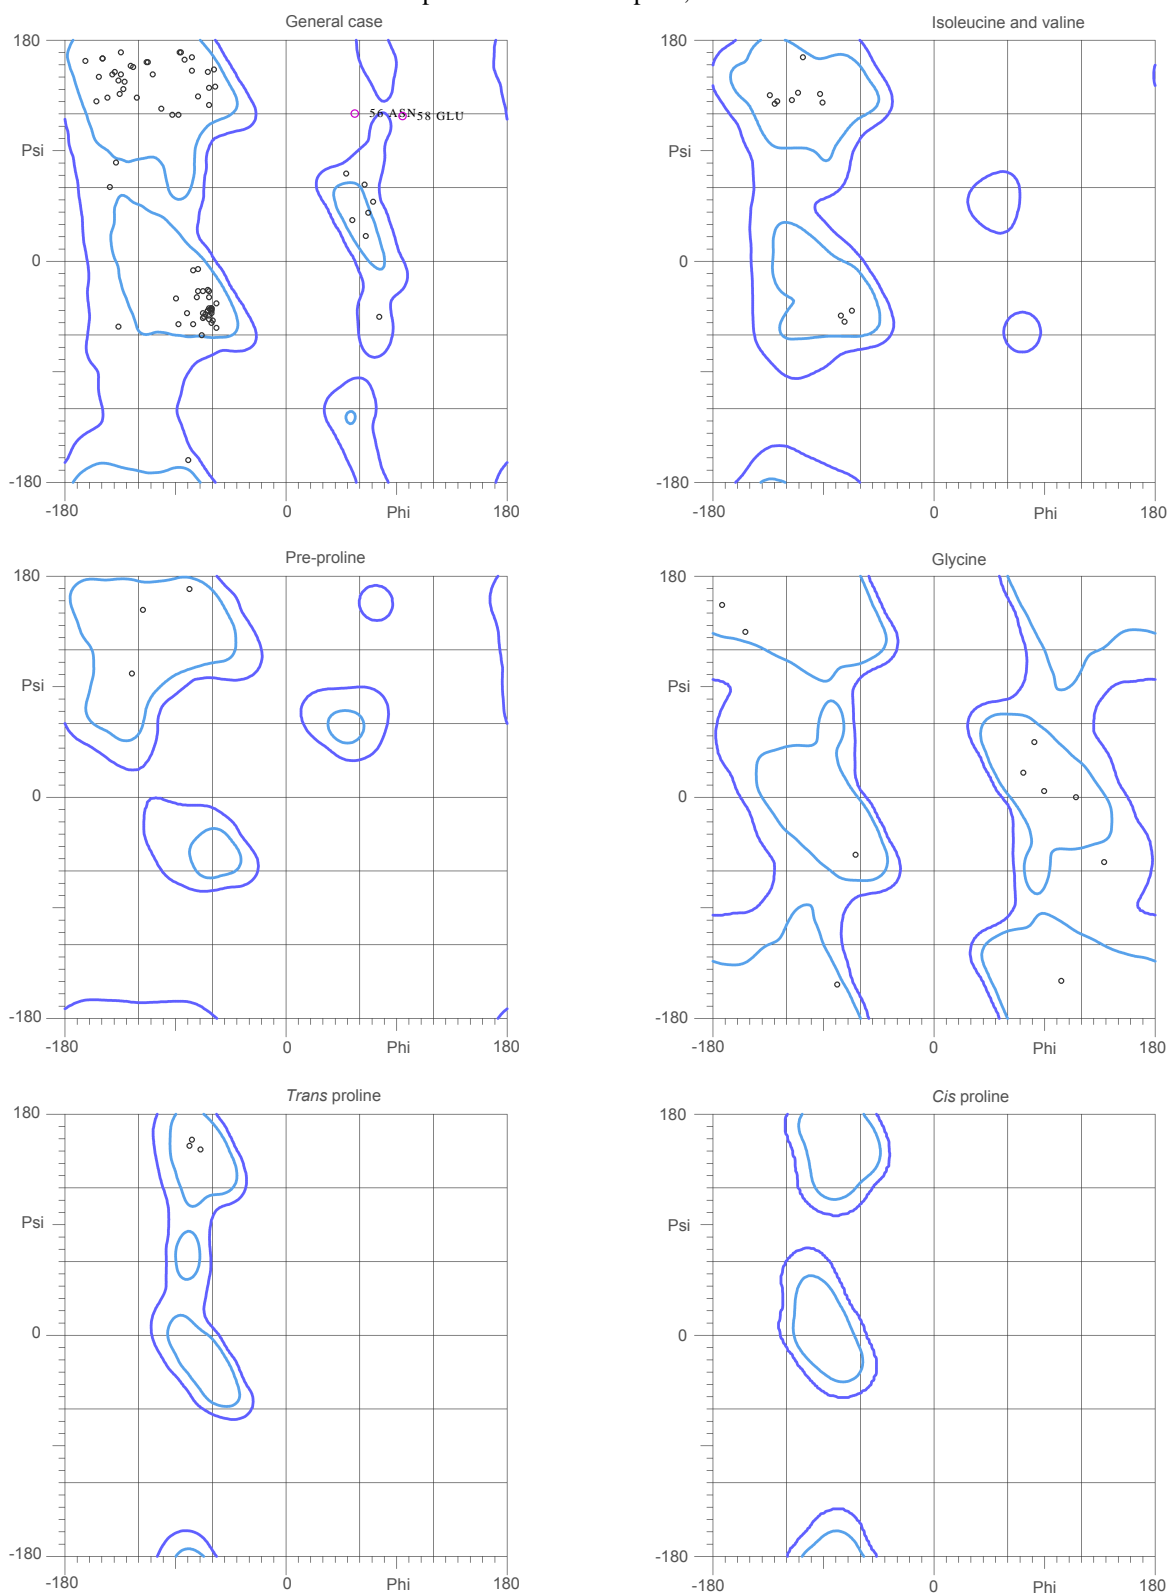 General case
Isoleucine and valine
180
180
56 ASN
58 GLU
Psi
Psi
0
0
-180
-180
-180
0
Phi
180
-180
0
Phi
180
Pre-proline
Glycine
180
180
Psi
Psi
0
0
-180
-180
-180
0
Phi
180
-180
0
Phi
180
Trans proline
Cis proline
180
180
Psi
Psi
0
0
-180
-180
-180
0
Phi
180
-180
0
Phi
180